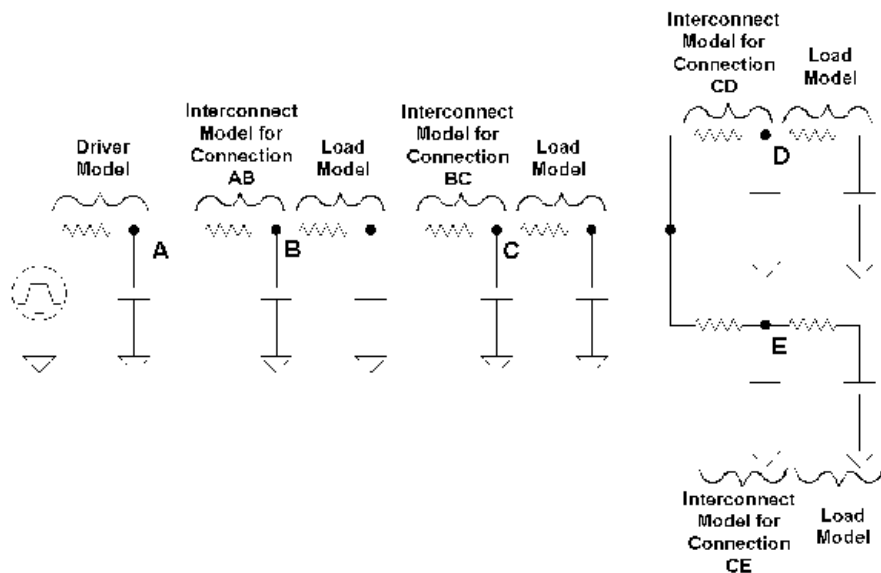 Interconnect
Model for
Connection
CD
Load
Model
Driver
Model
Interconnect
Model for
Connection
AB
Load
Model
Interconnect
Model for
Connection
BC
Load
Model
A
B
C
D
E
Interconnect
Model for
Connection
CE
Load
Model